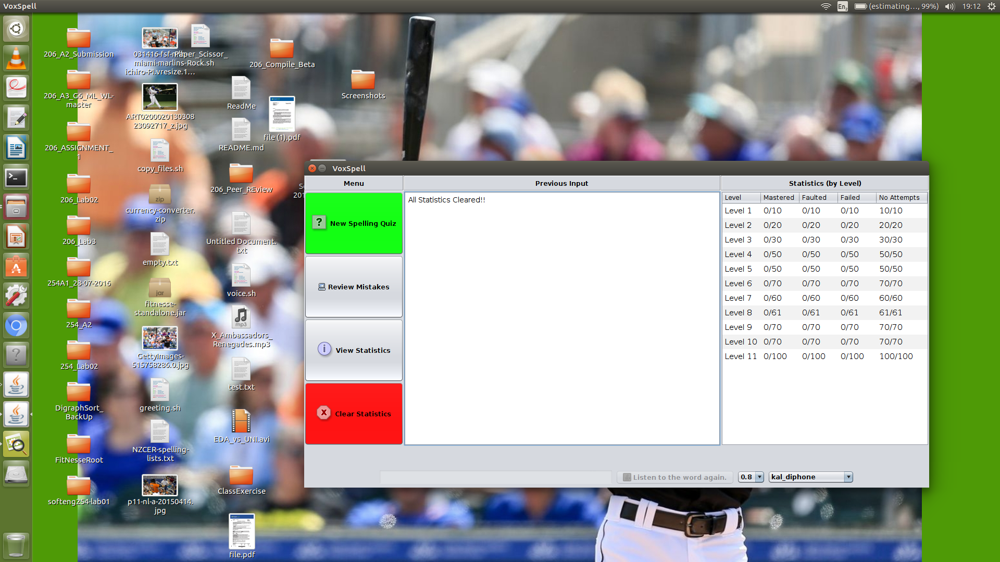 VoxSpell
En2 (estimating..., 99%) 19:12
206_A2_Submission
206_A3_G6_ML_WL-
master
206_ASSIGNMENT_
1
206_Lab02
206_Lab3
254A1_28-07-2016
254_A2
254_Lab02
DigraphSort_
BackUp
FitNesseRoot
softeng254-lab01
031416-fsf-mlb-
miami-marlins-
ichiro-PI.vresize.1...
Paper_Scissor_
Rock.sh
ART0200020130308
23092717_z.jpg
copy_files.sh
zip
currency-converter.
zip
empty.txt
jar
fitnesse-
standalone.jar
GettyImages-
515758286.0.jpg
greeting.sh
NZCER-spelling-
lists.txt
p11-nl-a-20150414.
jpg
ReadMe
README.md
206_Peer_REview
Untitled Document.
txt
voice.sh
mp3
X_Ambassadors_
Renegades.mp3
test.txt
EDA_vs_UNI.avi
ClassExercise
file.pdf
206_Compile_Beta
file (1).pdf
Screenshots
VoxSpell
Menu
New Spelling Quiz
Review Mistakes
View Statistics
Clear Statistics
Previous Input
All Statistics Cleared!!
Statistics (by Level)
Level Mastered Faulted Failed No Attempts
Level 1 0/10 0/10 0/10 10/10
Level 2 0/20 0/20 0/20 20/20
Level 3 0/30 0/30 0/30 30/30
Level 4 0/50 0/50 0/50 50/50
Level 5 0/50 0/50 0/50 50/50
Level 6 0/70 0/70 0/70 70/70
Level 7 0/60 0/60 0/60 60/60
Level 8 0/61 0/61 0/61 61/61
Level 9 0/70 0/70 0/70 70/70
Level 10 0/70 0/70 0/70 70/70
Level 11 0/100 0/100 0/100 100/100
Listen to the word again. 0.8 kal_diphone